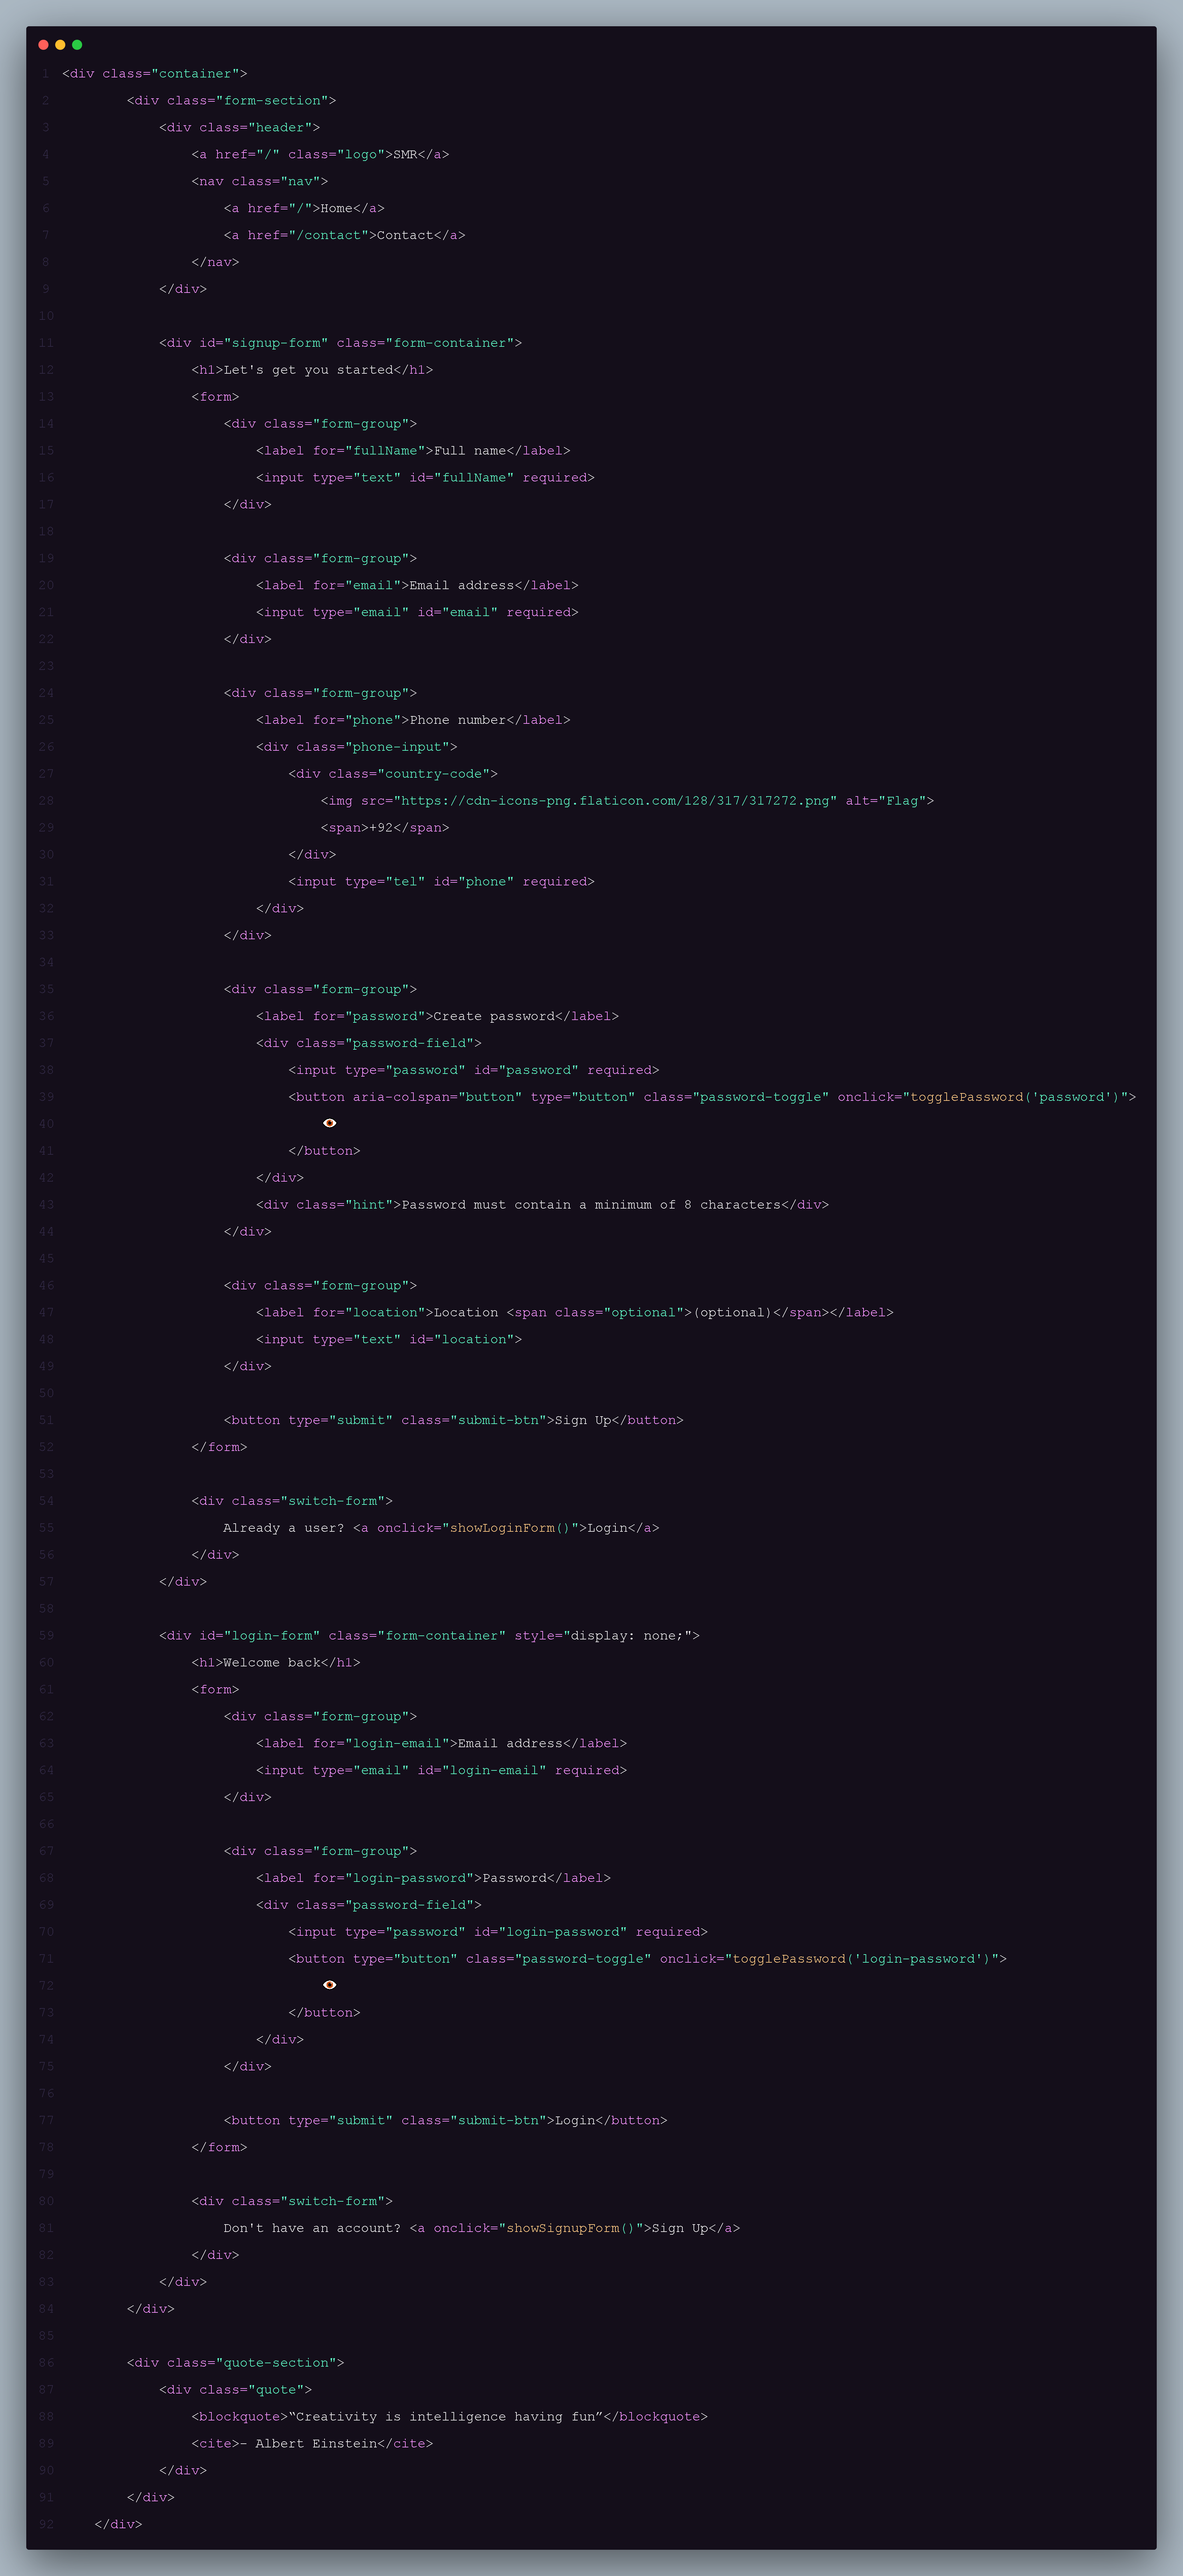 1 <div class="container">
2         <div class="form-section">
3             <div class="header">
4                 <a href="/" class="logo">SMR</a>
5                 <nav class="nav">
6                     <a href="/">Home</a>
7                     <a href="/contact">Contact</a>
8                 </nav>
9             </div>
10
11             <div id="signup-form" class="form-container">
12                 <h1>Let's get you started</h1>
13                 <form>
14                     <div class="form-group">
15                         <label for="fullName">Full name</label>
16                         <input type="text" id="fullName" required>
17                     </div>
18
19                     <div class="form-group">
20                         <label for="email">Email address</label>
21                         <input type="email" id="email" required>
22                     </div>
23
24                     <div class="form-group">
25                         <label for="phone">Phone number</label>
26                         <div class="phone-input">
27                             <div class="country-code">
28                                 <img src="https://cdn-icons-png.flaticon.com/128/317/317272.png" alt="Flag">
29                                 <span>+92</span>
30                             </div>
31                             <input type="tel" id="phone" required>
32                         </div>
33                     </div>
34
35                     <div class="form-group">
36                         <label for="password">Create password</label>
37                         <div class="password-field">
38                             <input type="password" id="password" required>
39                             <button aria-colspan="button" type="button" class="password-toggle" onclick="togglePassword('password')">
40                                 👁️
41                             </button>
42                         </div>
43                         <div class="hint">Password must contain a minimum of 8 characters</div>
44                     </div>
45
46                     <div class="form-group">
47                         <label for="location">Location <span class="optional">(optional)</span></label>
48                         <input type="text" id="location">
49                     </div>
50
51                     <button type="submit" class="submit-btn">Sign Up</button>
52                 </form>
53
54                 <div class="switch-form">
55                     Already a user? <a onclick="showLoginForm()">Login</a>
56                 </div>
57             </div>
58
59             <div id="login-form" class="form-container" style="display: none;">
60                 <h1>Welcome back</h1>
61                 <form>
62                     <div class="form-group">
63                         <label for="login-email">Email address</label>
64                         <input type="email" id="login-email" required>
65                     </div>
66
67                     <div class="form-group">
68                         <label for="login-password">Password</label>
69                         <div class="password-field">
70                             <input type="password" id="login-password" required>
71                             <button type="button" class="password-toggle" onclick="togglePassword('login-password')">
72                                 👁️
73                             </button>
74                         </div>
75                     </div>
76
77                     <button type="submit" class="submit-btn">Login</button>
78                 </form>
79
80                 <div class="switch-form">
81                     Don't have an account? <a onclick="showSignupForm()">Sign Up</a>
82                 </div>
83             </div>
84         </div>
85
86         <div class="quote-section">
87             <div class="quote">
88                 <blockquote>“Creativity is intelligence having fun”</blockquote>
89                 <cite>- Albert Einstein</cite>
90             </div>
91         </div>
92     </div>